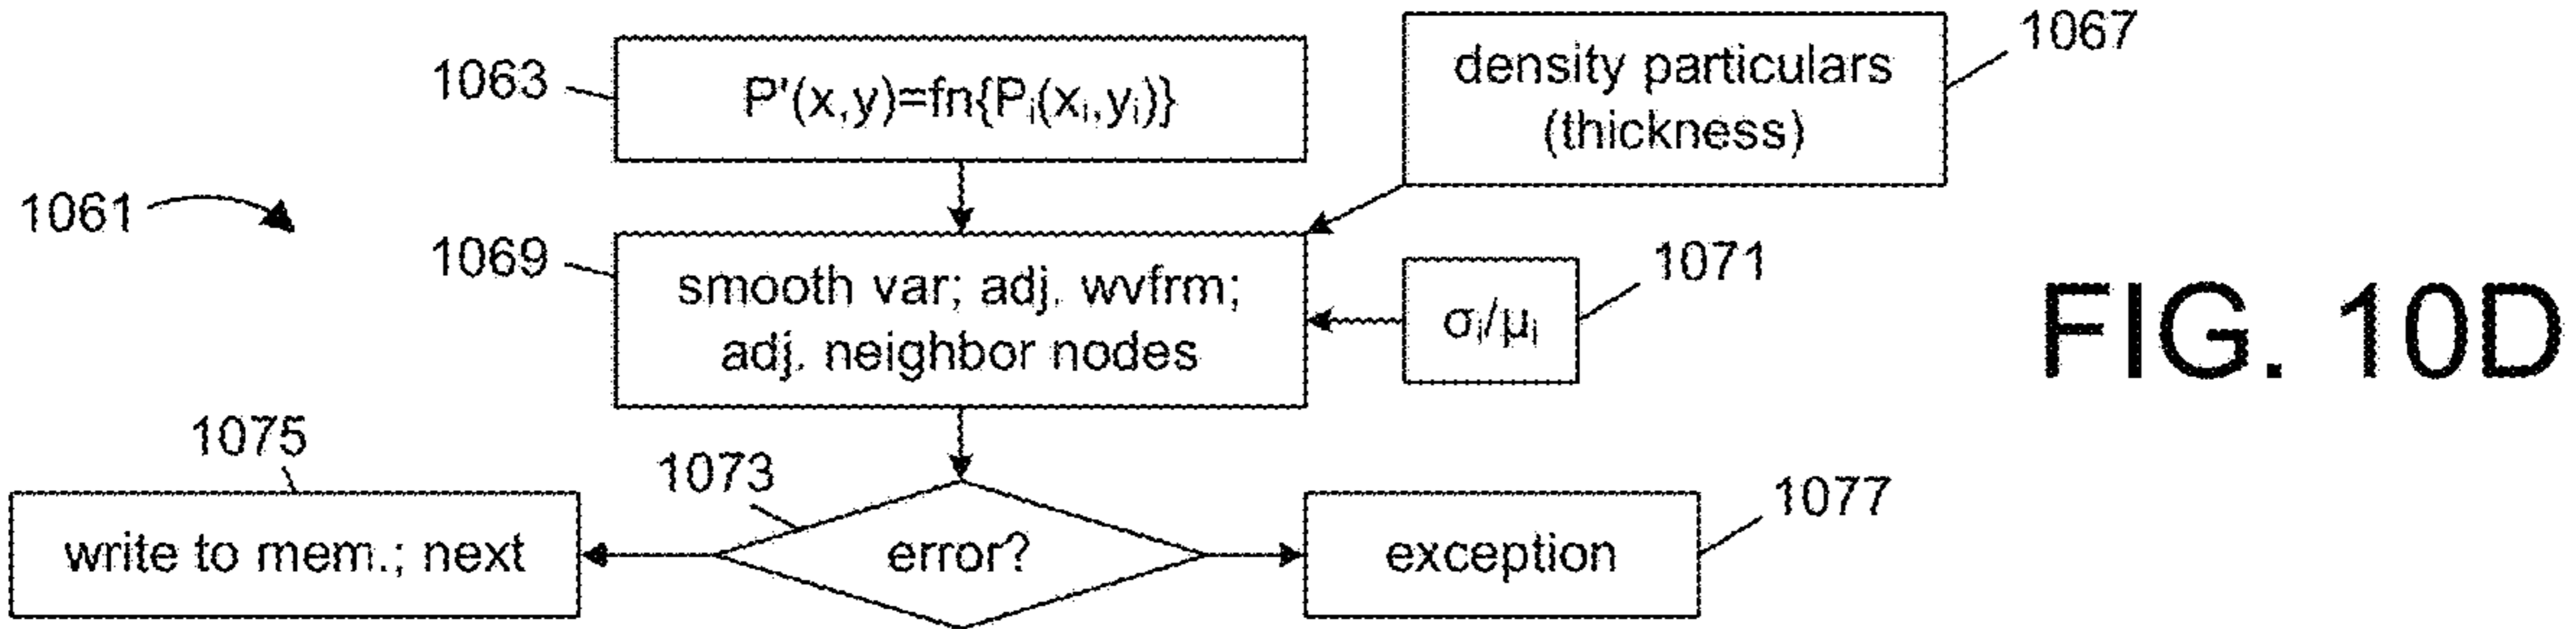 1063
P'(x,y)=fn{Pᵢ(xᵢ,yᵢ)}
density particulars
(thickness)
1067
1061
1069
smooth var; adj. wvfrm;
adj. neighbor nodes
1071
σᵢ/μᵢ
FIG. 10D
1075
write to mem.; next
1073
error?
exception
1077